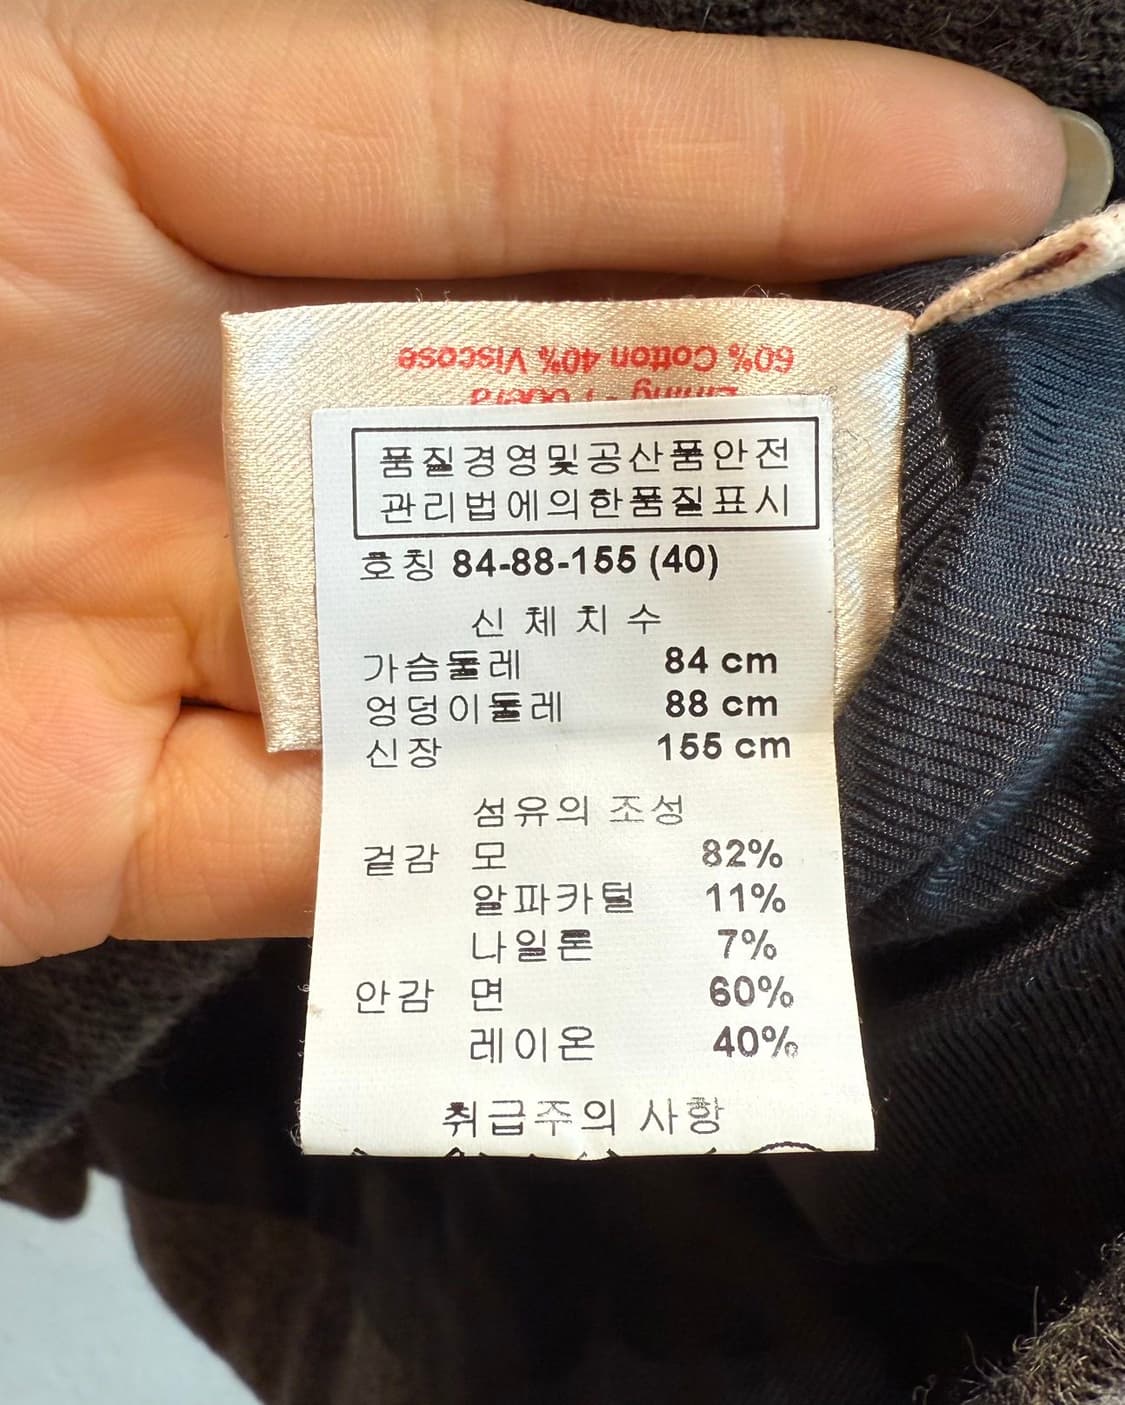 60% Cotton 40% Viscose
Lining - Fodera
품질경영및공산품안전
관리법에의한품질표시
호칭 84-88-155 (40)
신체치수
가슴둘레 84 cm
엉덩이둘레 88 cm
신장 155 cm
섬유의 조성
겉감 모 82%
알파카털 11%
나일론 7%
안감 면 60%
레이온 40%
취급주의 사항